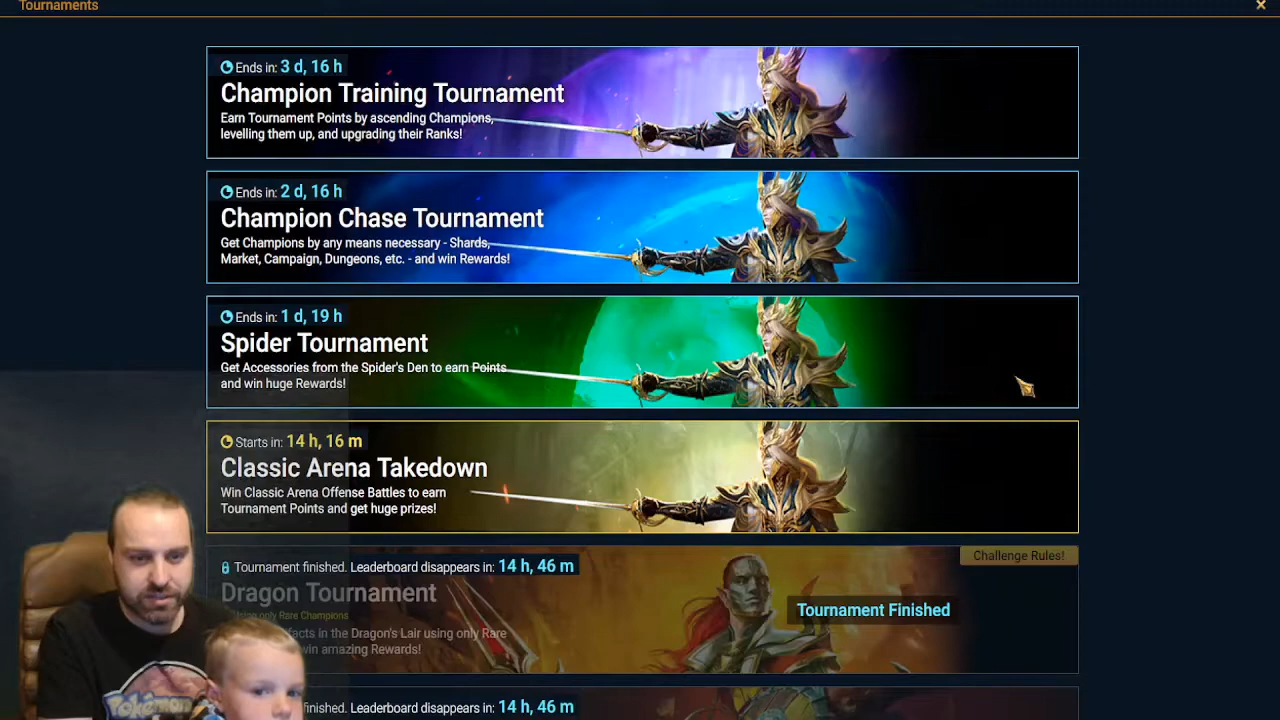 Tournaments
×
Ends in: 3 d, 16 h
Champion Training Tournament
Earn Tournament Points by ascending Champions,
levelling them up, and upgrading their Ranks!
Ends in: 2 d, 16 h
Champion Chase Tournament
Get Champions by any means necessary - Shards,
Market, Campaign, Dungeons, etc. - and win Rewards!
Ends in: 1 d, 19 h
Spider Tournament
Get Accessories from the Spider's Den to earn Points
and win huge Rewards!
Starts in: 14 h, 16 m
Classic Arena Takedown
Win Classic Arena Offense Battles to earn
Tournament Points and get huge prizes!
Challenge Rules!
Tournament finished. Leaderboard disappears in: 14 h, 46 m
Dragon Tournament
Using only Rare Champions
Tournament Finished
facts in the Dragon's Lair using only Rare
win amazing Rewards!
finished. Leaderboard disappears in: 14 h, 46 m
Pokémon